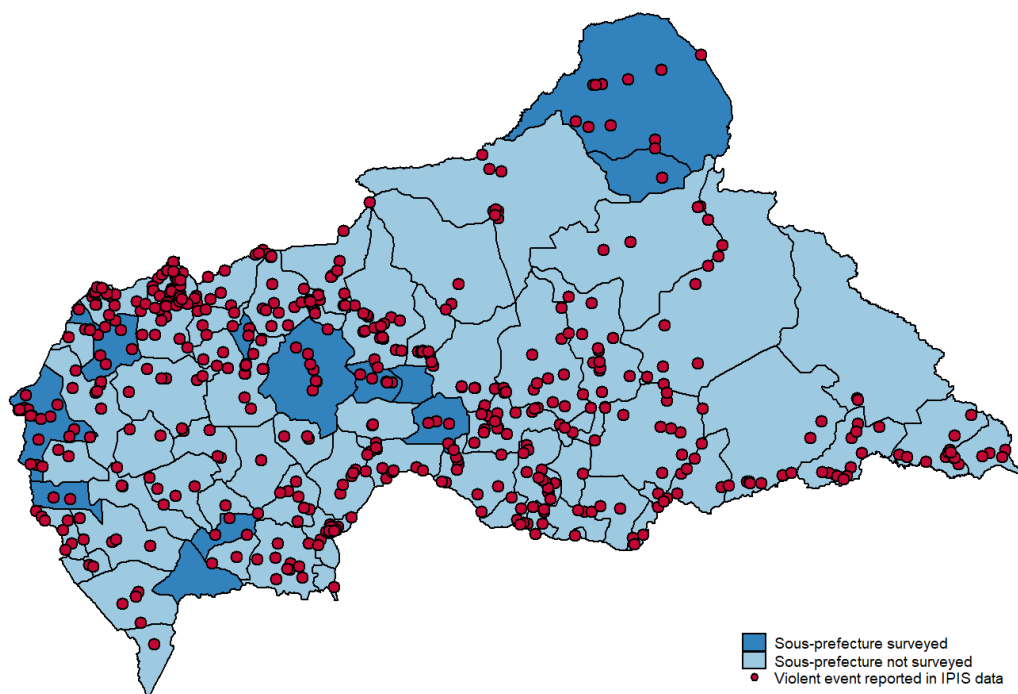 Sous-prefecture surveyed
Sous-prefecture not surveyed
Violent event reported in IPIS data